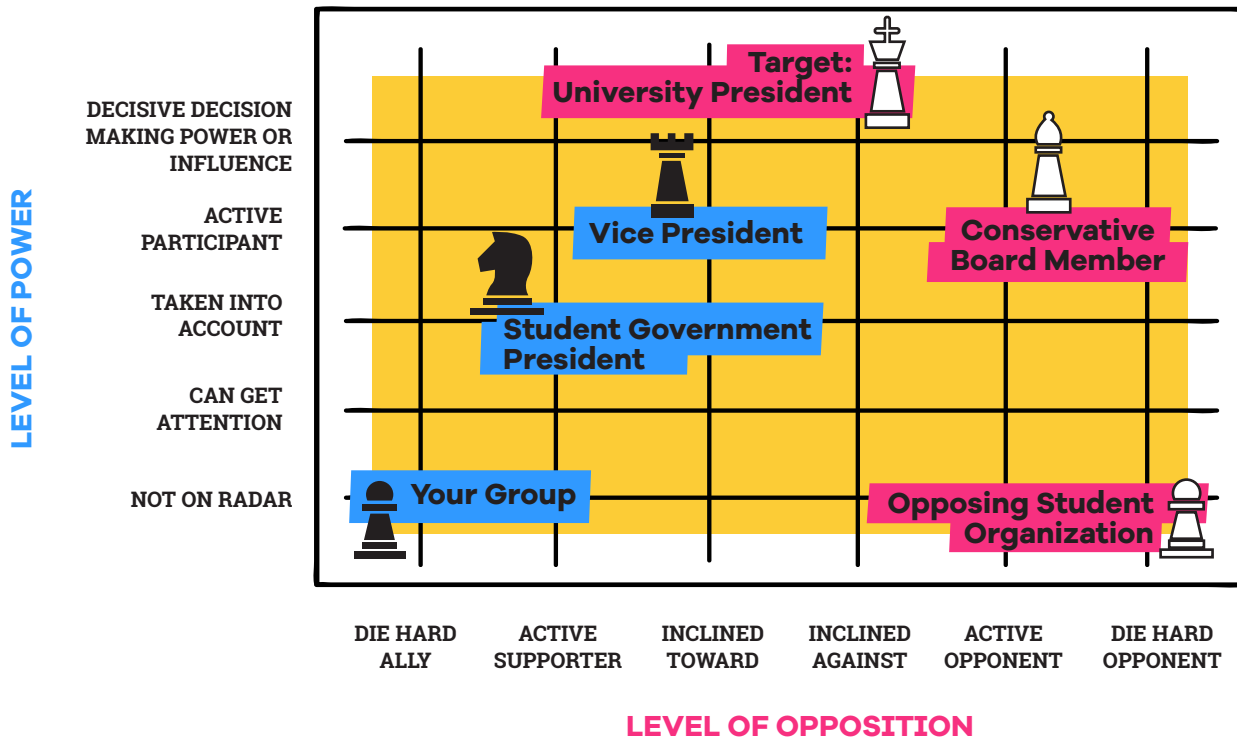 LEVEL OF POWER
DECISIVE DECISION
MAKING POWER OR
INFLUENCE
ACTIVE
PARTICIPANT
TAKEN INTO
ACCOUNT
CAN GET
ATTENTION
NOT ON RADAR
Target:
University President
Vice President
Conservative
Board Member
Student Government
President
Your Group
Opposing Student
Organization
DIE HARD
ALLY
ACTIVE
SUPPORTER
INCLINED
TOWARD
INCLINED
AGAINST
ACTIVE
OPPONENT
DIE HARD
OPPONENT
LEVEL OF OPPOSITION